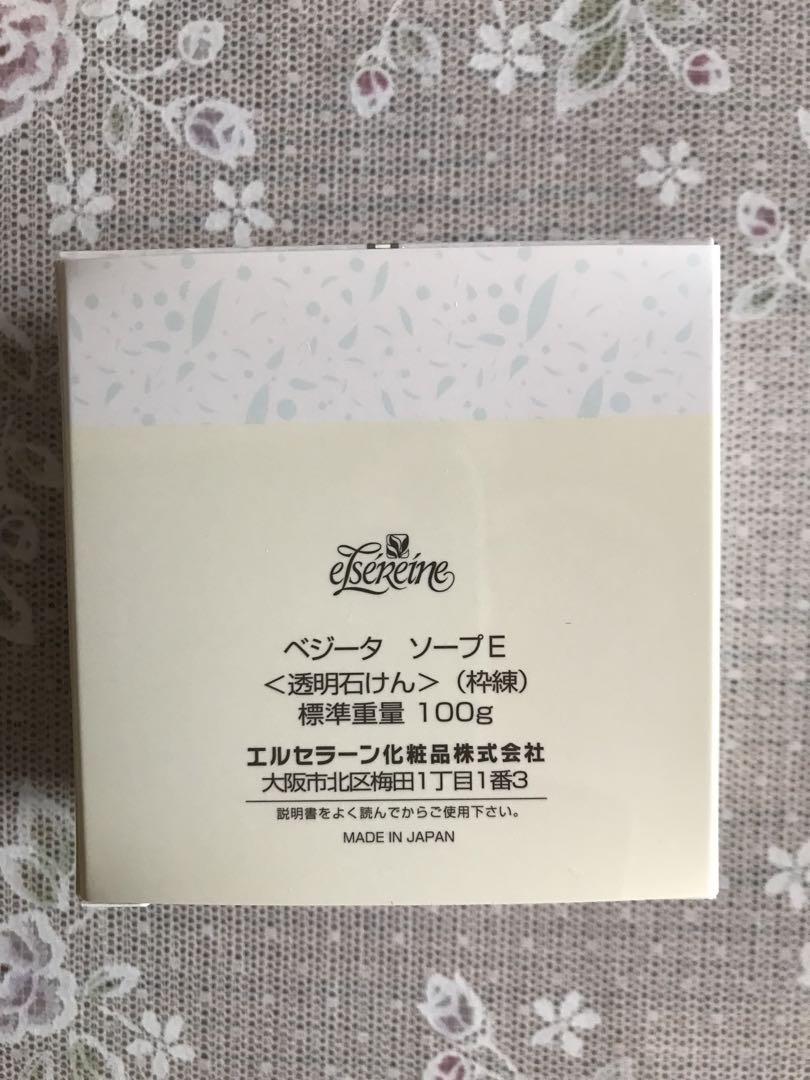 elséreine
ベジータ ソープE
＜透明石けん＞（枠練）
標準重量 100g
エルセラーン化粧品株式会社
大阪市北区梅田1丁目1番3
説明書をよく読んでからご使用下さい。
MADE IN JAPAN